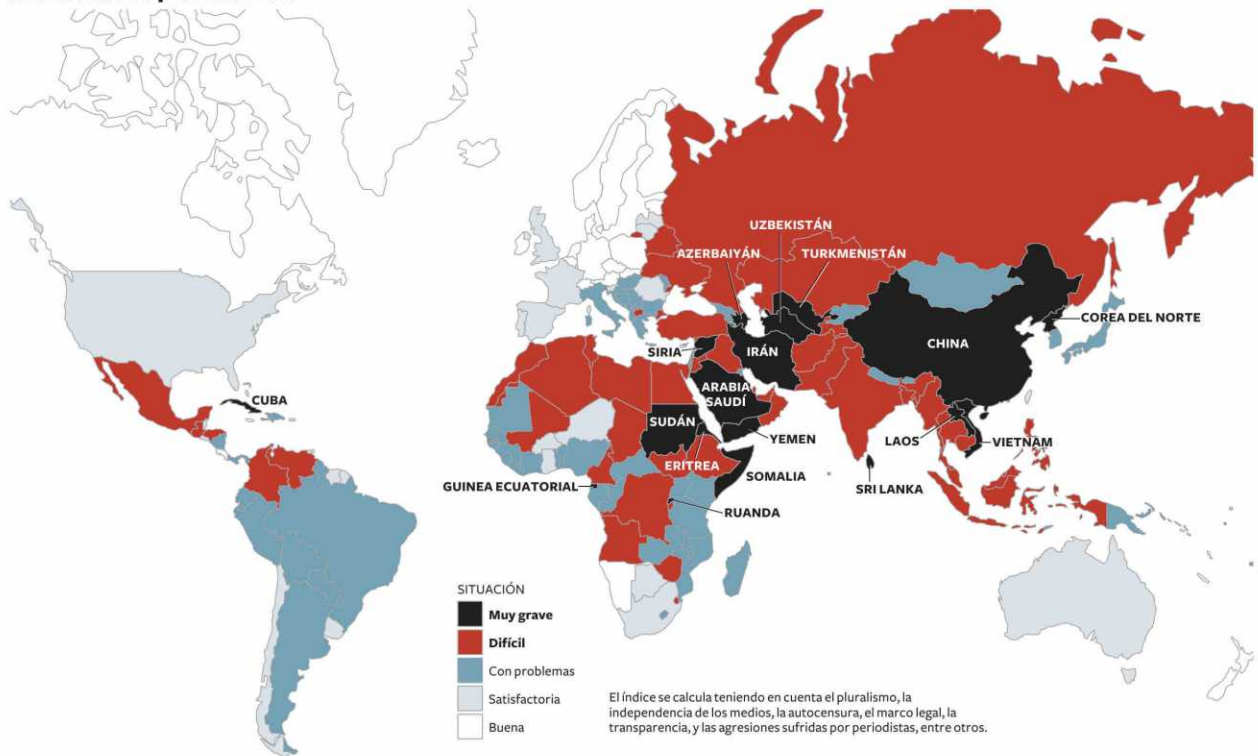 UZBEKISTÁN
AZERBAIYÁN
TURKMENISTÁN
COREA DEL NORTE
SIRIA
IRÁN
CHINA
CUBA
ARABIA
SAUDÍ
SUDÁN
YEMEN
LAOS
VIETNAM
ERITREA
SOMALIA
GUINEA ECUATORIAL
SRI LANKA
RUANDA
SITUACIÓN
Muy grave
Difícil
Con problemas
Satisfactoria
Buena
El índice se calcula teniendo en cuenta el pluralismo, la
independencia de los medios, la autocensura, el marco legal, la
transparencia, y las agresiones sufridas por periodistas, entre otros.